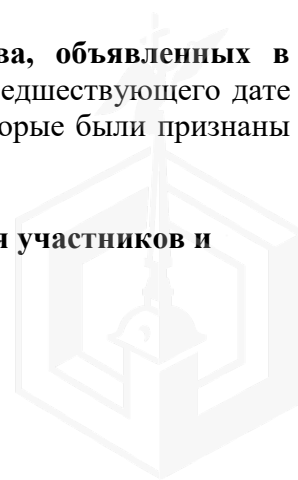 ва, объявленных в
едшествующего дате
орые были признаны
я участников и